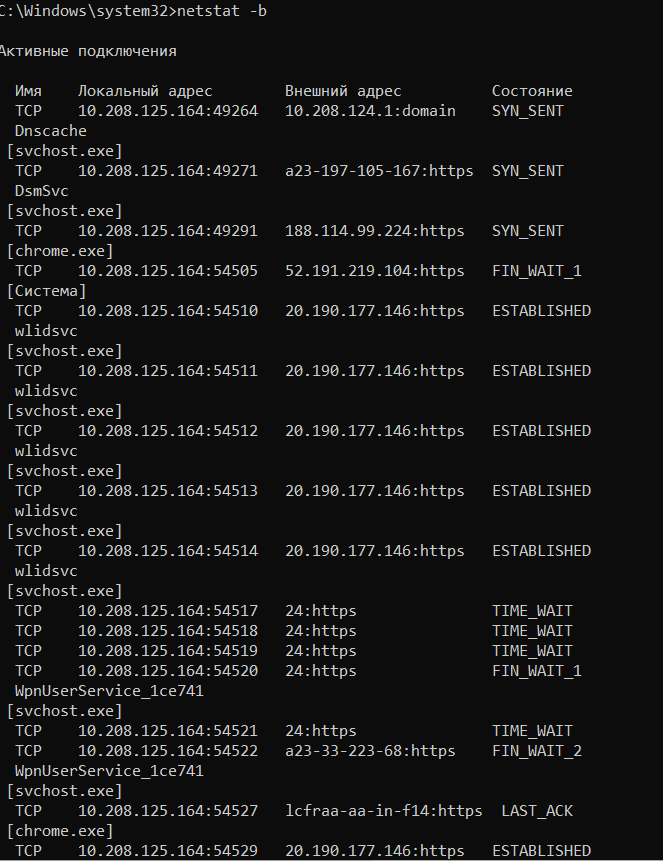 C:\Windows\system32>netstat -b
Активные подключения
Имя Локальный адрес Внешний адрес Состояние
TCP 10.208.125.164:49264 10.208.124.1:domain SYN_SENT
Dnscache
[svchost.exe]
TCP 10.208.125.164:49271 a23-197-105-167:https SYN_SENT
DsmSvc
[svchost.exe]
TCP 10.208.125.164:49291 188.114.99.224:https SYN_SENT
[chrome.exe]
TCP 10.208.125.164:54505 52.191.219.104:https FIN_WAIT_1
[Система]
TCP 10.208.125.164:54510 20.190.177.146:https ESTABLISHED
wlidsvc
[svchost.exe]
TCP 10.208.125.164:54511 20.190.177.146:https ESTABLISHED
wlidsvc
[svchost.exe]
TCP 10.208.125.164:54512 20.190.177.146:https ESTABLISHED
wlidsvc
[svchost.exe]
TCP 10.208.125.164:54513 20.190.177.146:https ESTABLISHED
wlidsvc
[svchost.exe]
TCP 10.208.125.164:54514 20.190.177.146:https ESTABLISHED
wlidsvc
[svchost.exe]
TCP 10.208.125.164:54517 24:https TIME_WAIT
TCP 10.208.125.164:54518 24:https TIME_WAIT
TCP 10.208.125.164:54519 24:https TIME_WAIT
TCP 10.208.125.164:54520 24:https FIN_WAIT_1
WpnUserService_1ce741
[svchost.exe]
TCP 10.208.125.164:54521 24:https TIME_WAIT
TCP 10.208.125.164:54522 a23-33-223-68:https FIN_WAIT_2
WpnUserService_1ce741
[svchost.exe]
TCP 10.208.125.164:54527 lcfraa-aa-in-f14:https LAST_ACK
[chrome.exe]
TCP 10.208.125.164:54529 20.190.177.146:https ESTABLISHED